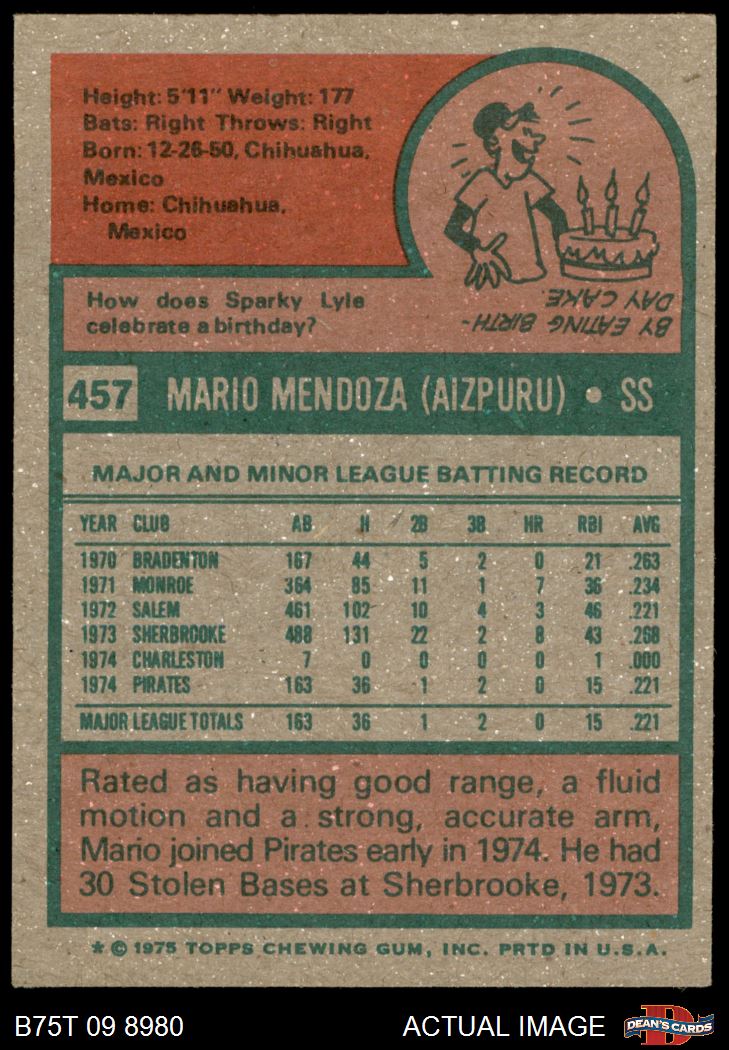 Height: 5'11" Weight: 177
Bats: Right Throws: Right
Born: 12-26-50, Chihuahua,
Mexico
Home: Chihuahua,
Mexico
How does Sparky Lyle
celebrate a birthday?
BY EATING BIRTH-
DAY CAKE.
457 MARIO MENDOZA (AIZPURU) • SS
MAJOR AND MINOR LEAGUE BATTING RECORD
YEAR CLUB AB H 2B 3B HR RBI AVG
1970 BRADENTON 167 44 5 2 0 21 .263
1971 MONROE 364 85 11 1 7 36 .234
1972 SALEM 461 102 10 4 3 46 .221
1973 SHERBROOKE 488 131 22 2 8 43 .268
1974 CHARLESTON 7 0 0 0 0 1 .000
1974 PIRATES 163 36 1 2 0 15 .221
MAJOR LEAGUE TOTALS 163 36 1 2 0 15 .221
Rated as having good range, a fluid
motion and a strong, accurate arm,
Mario joined Pirates early in 1974. He had
30 Stolen Bases at Sherbrooke, 1973.
* © 1975 TOPPS CHEWING GUM, INC. PRTD IN U.S.A.
B75T 09 8980 ACTUAL IMAGE
DEAN'S CARDS